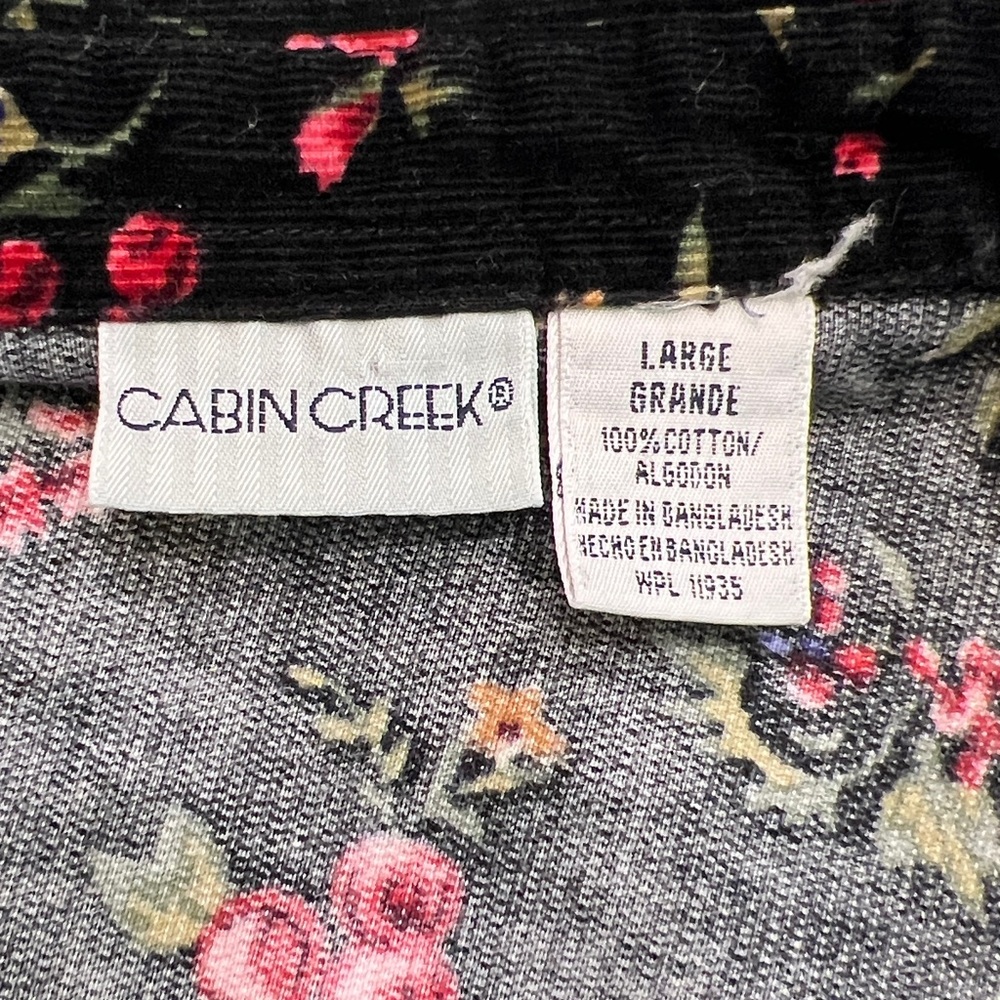 CABIN CREEK®
LARGE
GRANDE
100% COTTON/
ALGODON
MADE IN BANGLADESH
HECHO EN BANGLADESH
WPL 11935